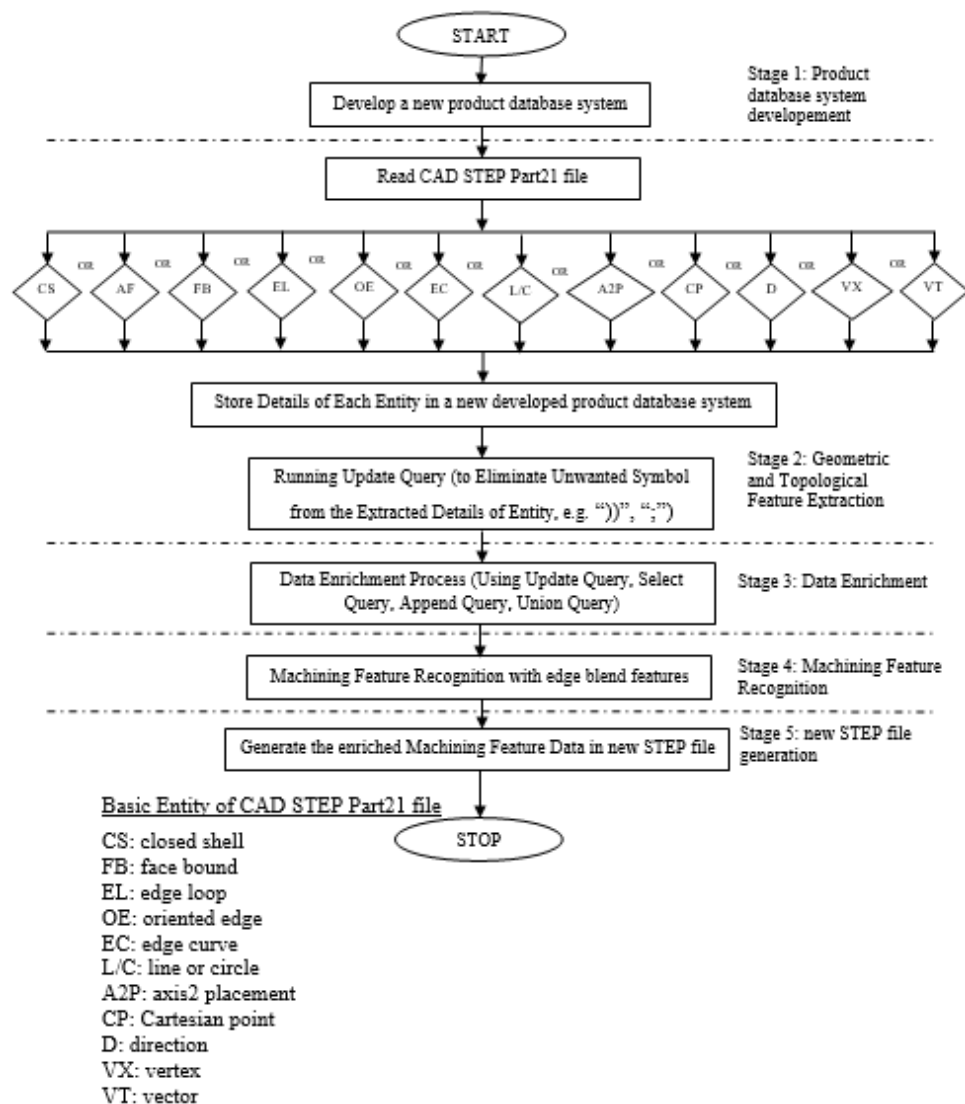 START
Develop a new product database system
Stage 1: Product
database system
developement
Read CAD STEP Part21 file
OR OR OR OR OR OR OR OR OR OR OR
CS AF FB EL OE EC L/C A2P CP D VX VT
Store Details of Each Entity in a new developed product database system
Running Update Query (to Eliminate Unwanted Symbol
from the Extracted Details of Entity, e.g. “))”, “;”)
Stage 2: Geometric
and Topological
Feature Extraction
Data Enrichment Process (Using Update Query, Select
Query, Append Query, Union Query)
Stage 3: Data Enrichment
Machining Feature Recognition with edge blend features
Stage 4: Machining Feature
Recognition
Generate the enriched Machining Feature Data in new STEP file
Stage 5: new STEP file
generation
STOP
Basic Entity of CAD STEP Part21 file
CS: closed shell
FB: face bound
EL: edge loop
OE: oriented edge
EC: edge curve
L/C: line or circle
A2P: axis2 placement
CP: Cartesian point
D: direction
VX: vertex
VT: vector